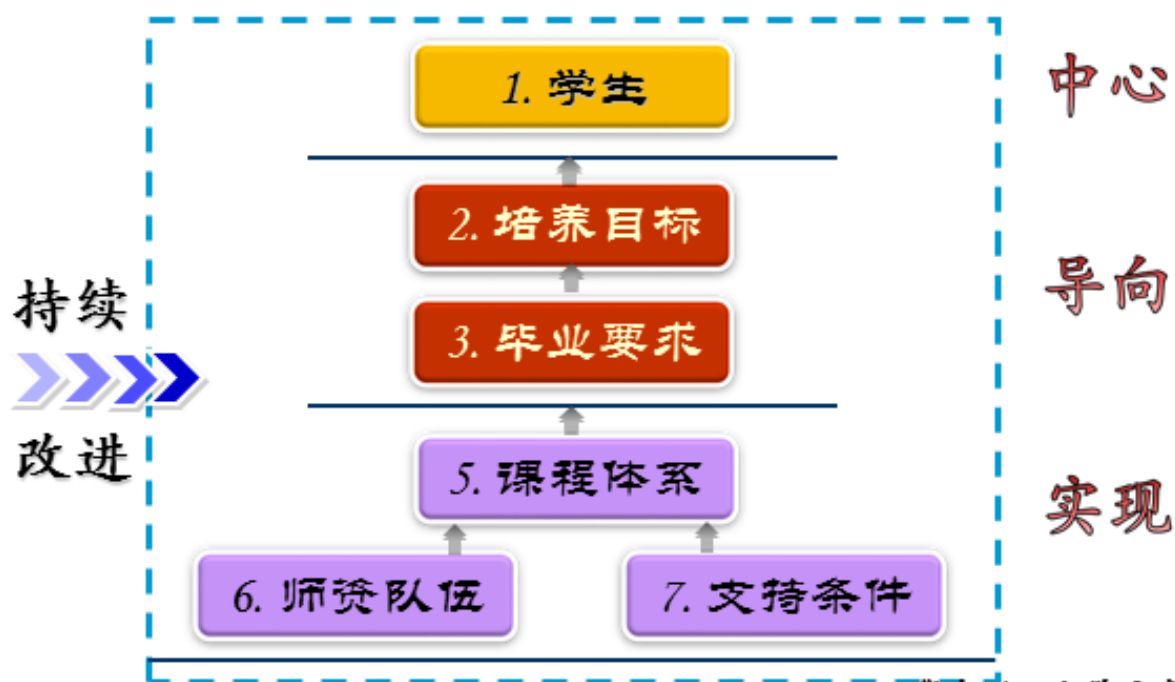 1. 学生
中心
2. 培养目标
导向
3. 毕业要求
持续
改进
5. 课程体系
实现
6. 师资队伍
7. 支持条件